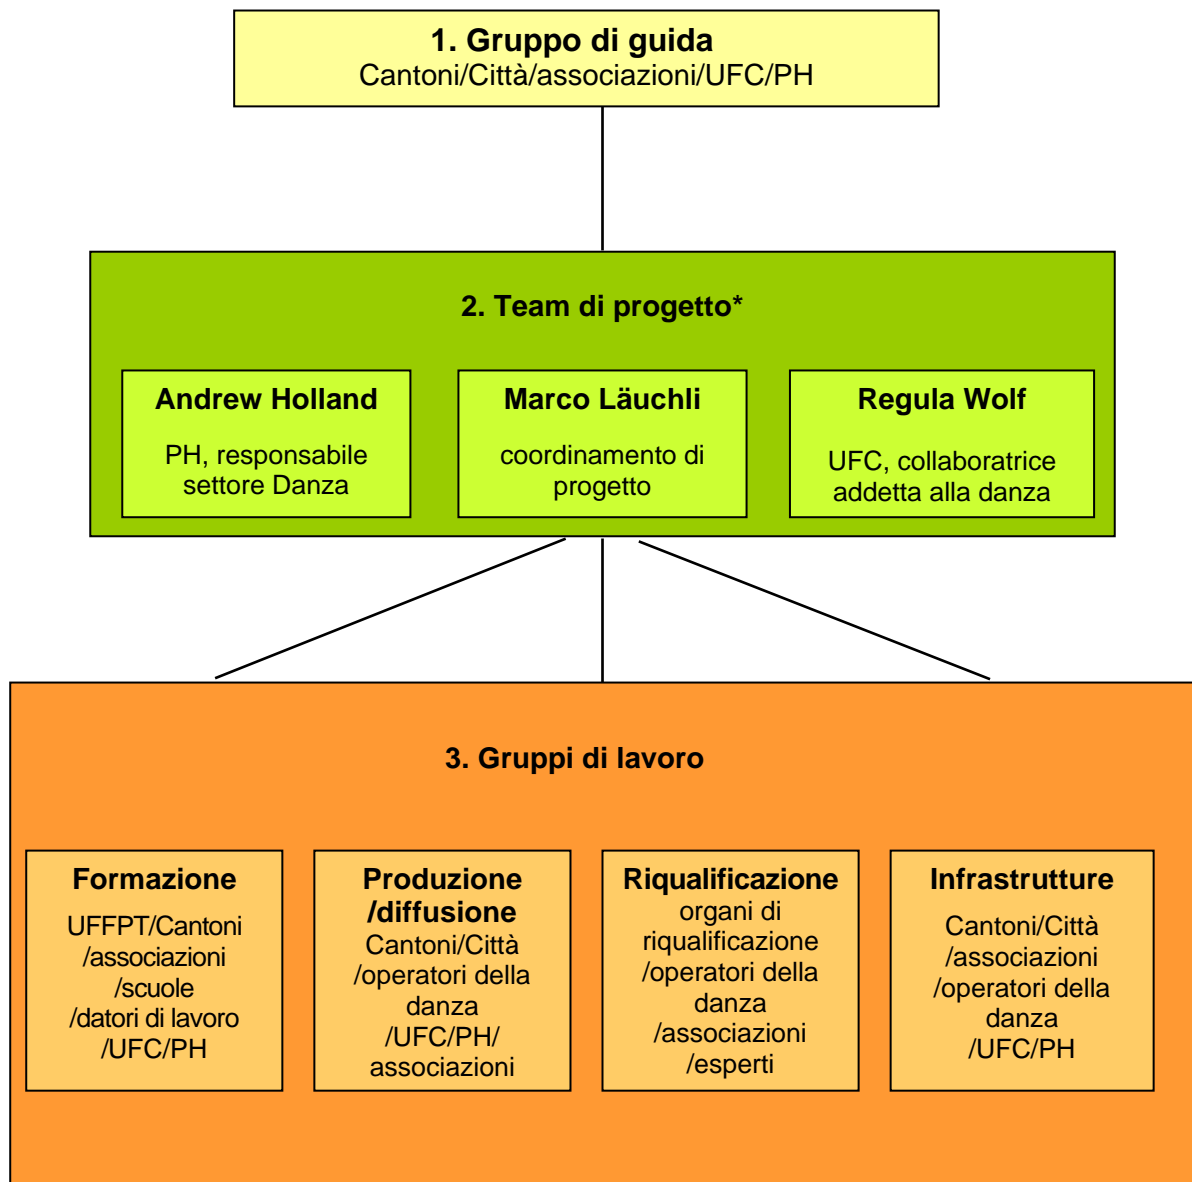 1. Gruppo di guida
Cantoni/Città/associazioni/UFC/PH
2. Team di progetto*
Andrew Holland
PH, responsabile
settore Danza
Marco Läuchli
coordinamento di
progetto
Regula Wolf
UFC, collaboratrice
addetta alla danza
3. Gruppi di lavoro
Formazione
UFFPT/Cantoni
/associazioni
/scuole
/datori di lavoro
/UFC/PH
Produzione
/diffusione
Cantoni/Città
/operatori della
danza
/UFC/PH/
associazioni
Riqualificazione
organi di
riqualificazione
/operatori della
danza
/associazioni
/esperti
Infrastrutture
Cantoni/Città
/associazioni
/operatori della
danza
/UFC/PH